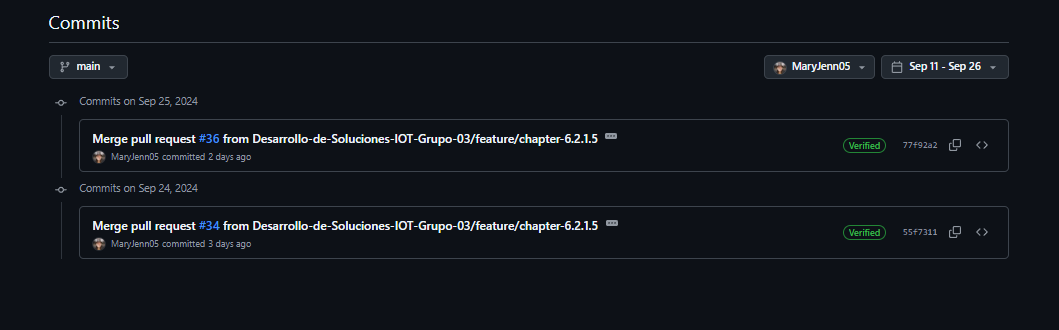 Commits
main
MaryJenn05
Sep 11 - Sep 26
Commits on Sep 25, 2024
Merge pull request #36 from Desarrollo-de-Soluciones-IOT-Grupo-03/feature/chapter-6.2.1.5
Verified
77f92a2
MaryJenn05 committed 2 days ago
Commits on Sep 24, 2024
Merge pull request #34 from Desarrollo-de-Soluciones-IOT-Grupo-03/feature/chapter-6.2.1.5
Verified
55f7311
MaryJenn05 committed 3 days ago